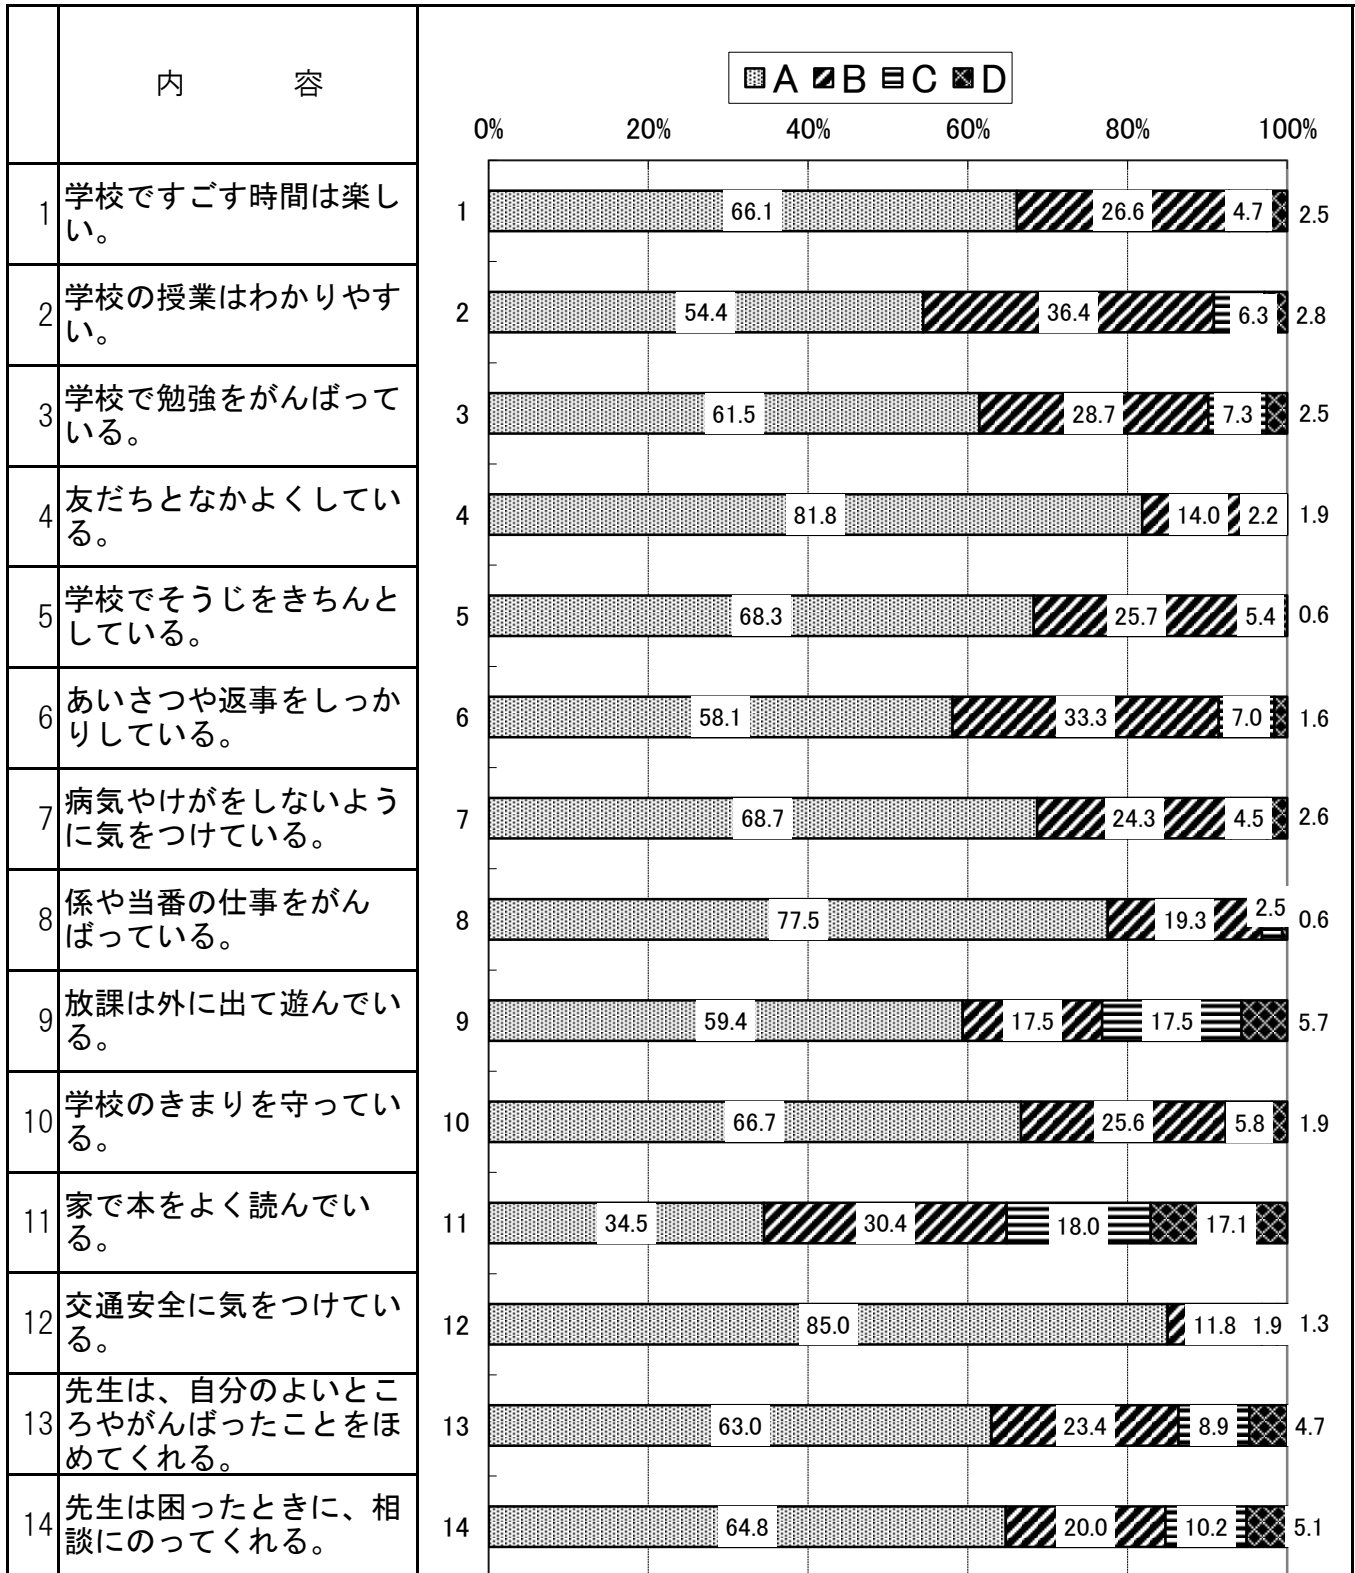 内 容
A B C D
0% 20% 40% 60% 80% 100%
1 学校ですごす時間は楽し
い。
1 66.1 26.6 4.7 2.5
2 学校の授業はわかりやす
い。
2 54.4 36.4 6.3 2.8
3 学校で勉強をがんばって
いる。
3 61.5 28.7 7.3 2.5
4 友だちとなかよくしてい
る。
4 81.8 14.0 2.2 1.9
5 学校でそうじをきちんと
している。
5 68.3 25.7 5.4 0.6
6 あいさつや返事をしっか
りしている。
6 58.1 33.3 7.0 1.6
7 病気やけがをしないよう
に気をつけている。
7 68.7 24.3 4.5 2.6
8 係や当番の仕事をがん
ばっている。
8 77.5 19.3 2.5 0.6
9 放課は外に出て遊んでい
る。
9 59.4 17.5 17.5 5.7
10 学校のきまりを守ってい
る。
10 66.7 25.6 5.8 1.9
11 家で本をよく読んでい
る。
11 34.5 30.4 18.0 17.1
12 交通安全に気をつけてい
る。
12 85.0 11.8 1.9 1.3
13 先生は、自分のよいとこ
ろやがんばったことをほ
めてくれる。
13 63.0 23.4 8.9 4.7
14 先生は困ったときに、相
談にのってくれる。
14 64.8 20.0 10.2 5.1